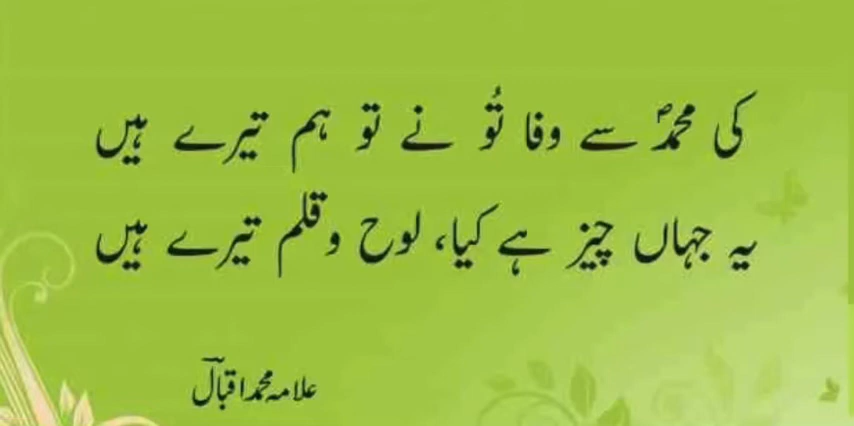 کی محمدؐ سے وفا تُو نے تو ہم تیرے ہیں
یہ جہاں چیز ہے کیا، لوح و قلم تیرے ہیں
علامہ محمد اقبالؒ